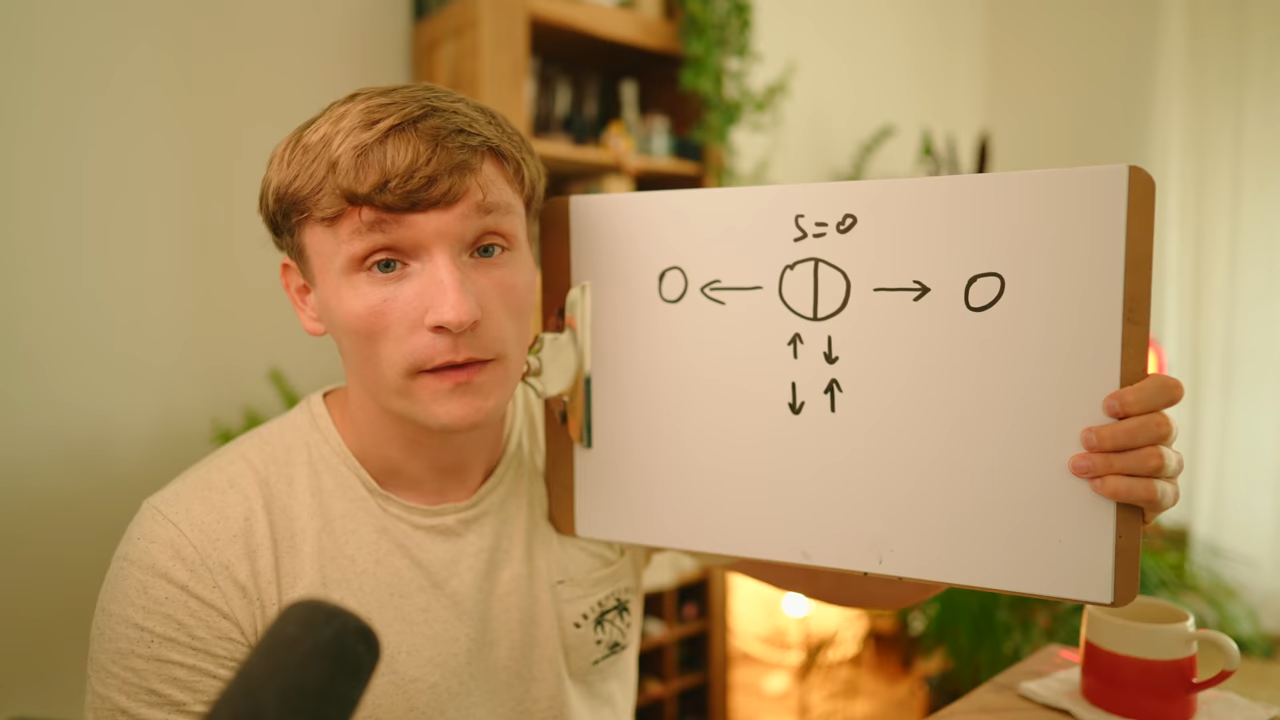 S=0
O ← → O
↑ ↓
↓ ↑